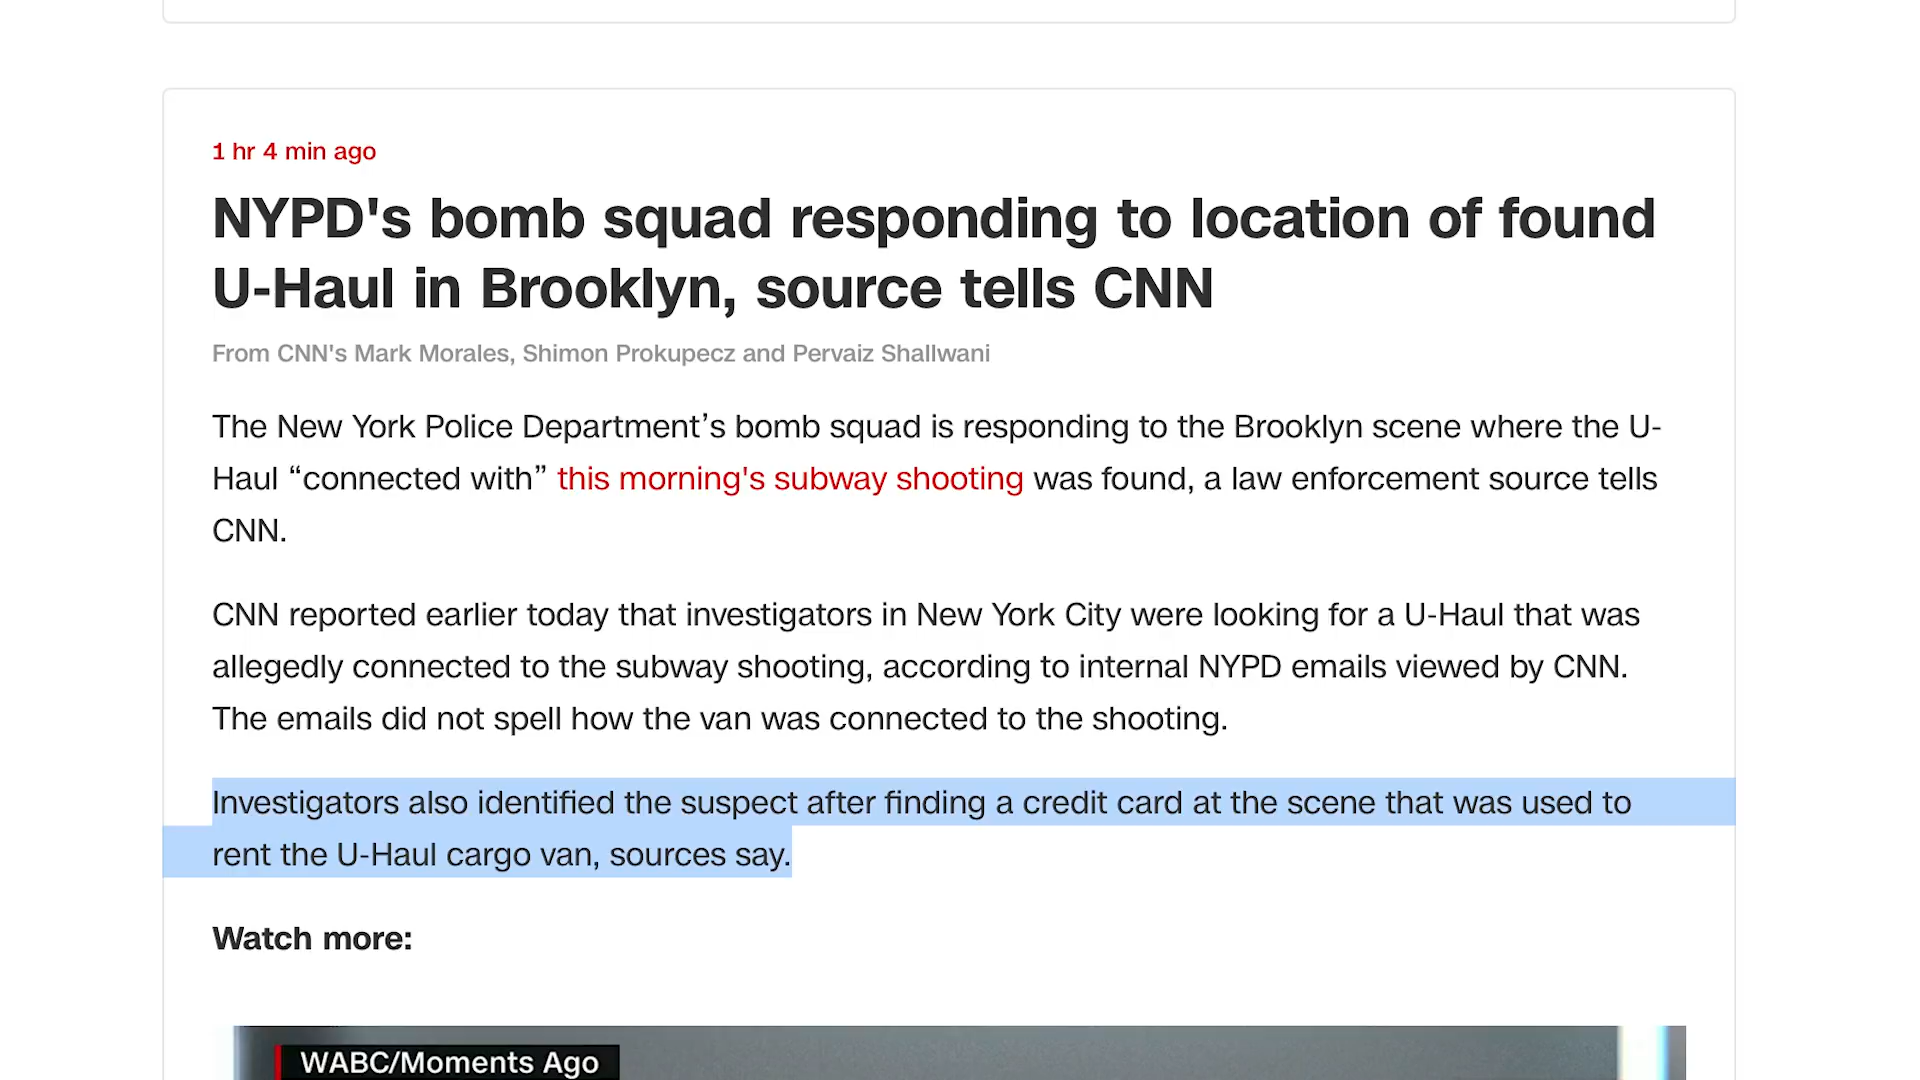 1 hr 4 min ago
NYPD's bomb squad responding to location of found
U-Haul in Brooklyn, source tells CNN
From CNN's Mark Morales, Shimon Prokupecz and Pervaiz Shallwani
The New York Police Department’s bomb squad is responding to the Brooklyn scene where the U-
Haul “connected with” this morning's subway shooting was found, a law enforcement source tells
CNN.
CNN reported earlier today that investigators in New York City were looking for a U-Haul that was
allegedly connected to the subway shooting, according to internal NYPD emails viewed by CNN.
The emails did not spell how the van was connected to the shooting.
Investigators also identified the suspect after finding a credit card at the scene that was used to
rent the U-Haul cargo van, sources say.
Watch more:
WABC/Moments Ago